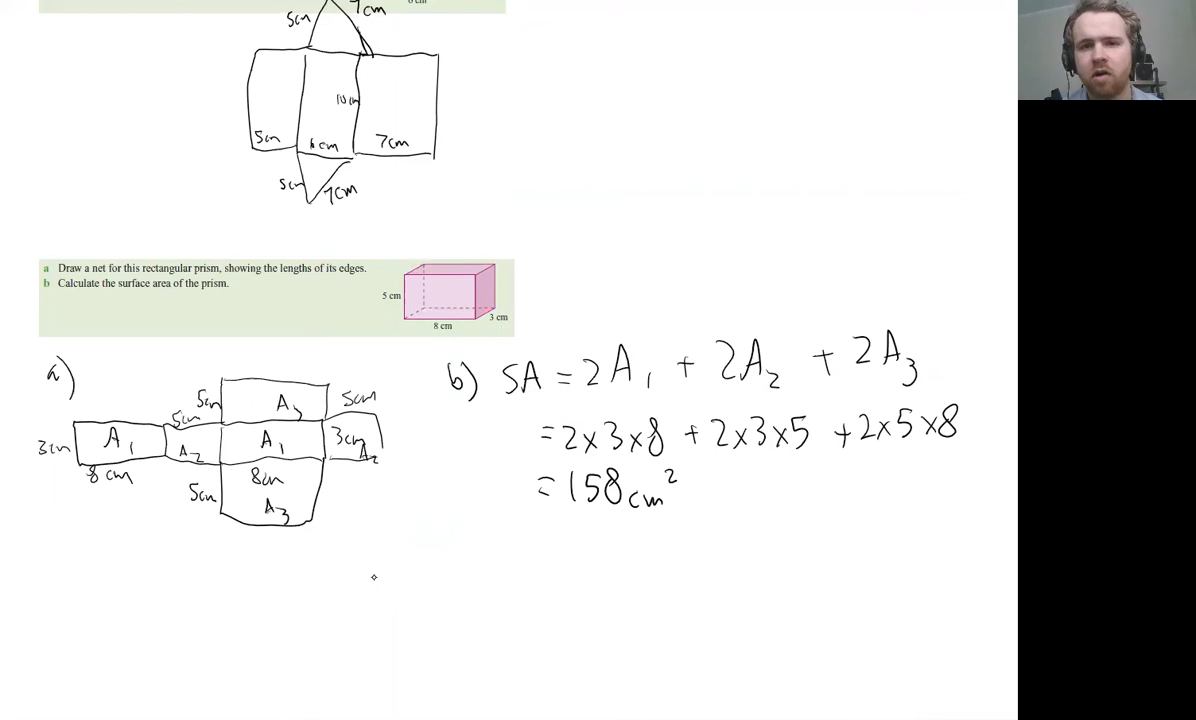 6 cm
5cm 7cm
10cm
5cm 6cm 7cm
5cm 7cm
a Draw a net for this rectangular prism, showing the lengths of its edges.
b Calculate the surface area of the prism.
5 cm
8 cm
3 cm
a)
5cm A3 5cm
5cm
3cm A1 A2 A1 3cm A2
8cm 8cm
5cm A3
b) SA = 2A1 + 2A2 + 2A3
= 2×3×8 + 2×3×5 + 2×5×8
= 158cm²